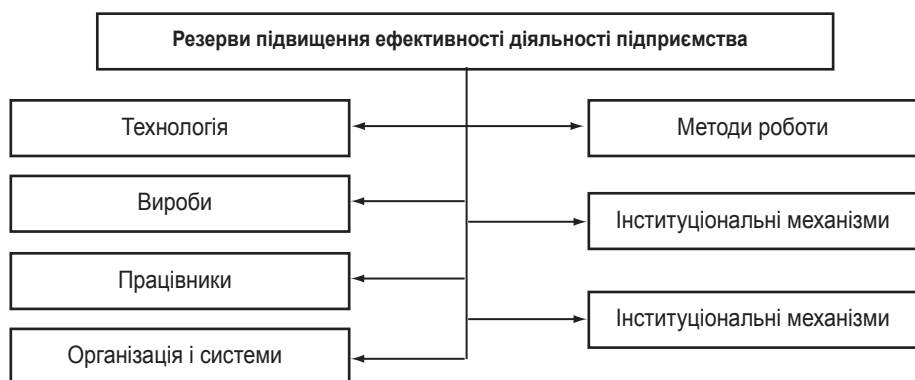 Резерви підвищення ефективності діяльності підприємства
Технологія
Методи роботи
Вироби
Інституціональні механізми
Працівники
Інституціональні механізми
Організація і системи